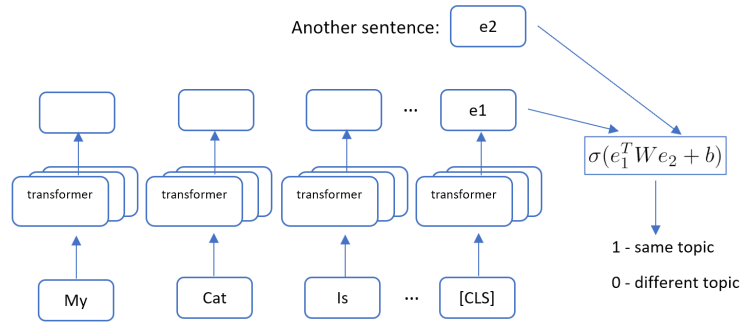 Another sentence: e2
... e1
σ(e₁ᵀWe₂ + b)
transformer transformer transformer transformer
1 - same topic
0 - different topic
My Cat Is ... [CLS]